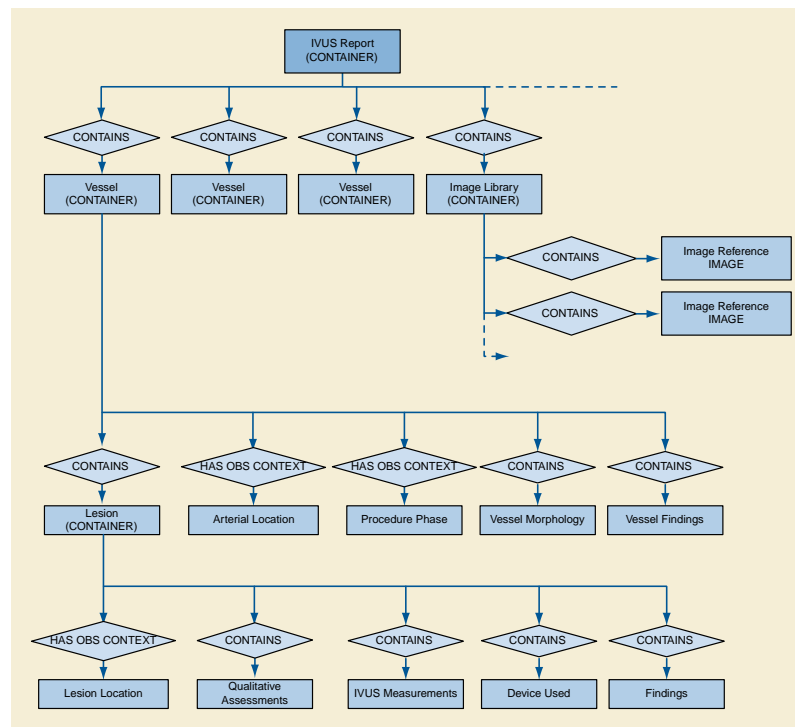 IVUS Report
(CONTAINER)
CONTAINS
CONTAINS
CONTAINS
CONTAINS
Vessel
(CONTAINER)
Vessel
(CONTAINER)
Vessel
(CONTAINER)
Image Library
(CONTAINER)
CONTAINS
Image Reference
IMAGE
CONTAINS
Image Reference
IMAGE
CONTAINS
HAS OBS CONTEXT
HAS OBS CONTEXT
CONTAINS
CONTAINS
Lesion
(CONTAINER)
Arterial Location
Procedure Phase
Vessel Morphology
Vessel Findings
HAS OBS CONTEXT
CONTAINS
CONTAINS
CONTAINS
CONTAINS
Lesion Location
Qualitative
Assessments
IVUS Measurements
Device Used
Findings